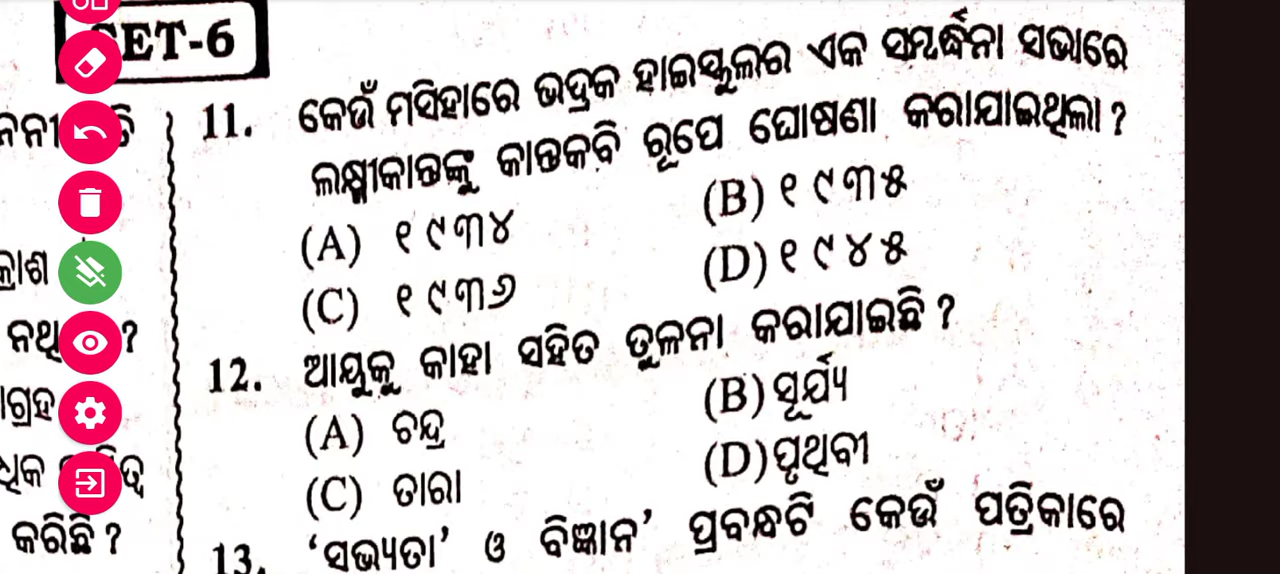 SET-6
11. କେଉଁ ମସିହାରେ ଭଦ୍ରକ ହାଇସ୍କୁଲର ଏକ ସମ୍ବର୍ଦ୍ଧନା ସଭାରେ
ଲକ୍ଷ୍ମୀକାନ୍ତଙ୍କୁ କାନ୍ତକବି ରୂପେ ଘୋଷଣା କରାଯାଇଥିଲା ?
(A) ୧୯୩୪ (B) ୧୯୩୫
(C) ୧୯୩୬ (D) ୧୯୪୫
12. ଆୟୁକୁ କାହା ସହିତ ତୁଳନା କରାଯାଇଛି ?
(A) ଚନ୍ଦ୍ର (B) ସୂର୍ଯ୍ୟ
(C) ତାରା (D) ପୃଥିବୀ
13. ‘ସଭ୍ୟତା’ ଓ ବିଜ୍ଞାନ’ ପ୍ରବନ୍ଧଟି କେଉଁ ପତ୍ରିକାରେ
ନଥି ?
କରିଛି ?